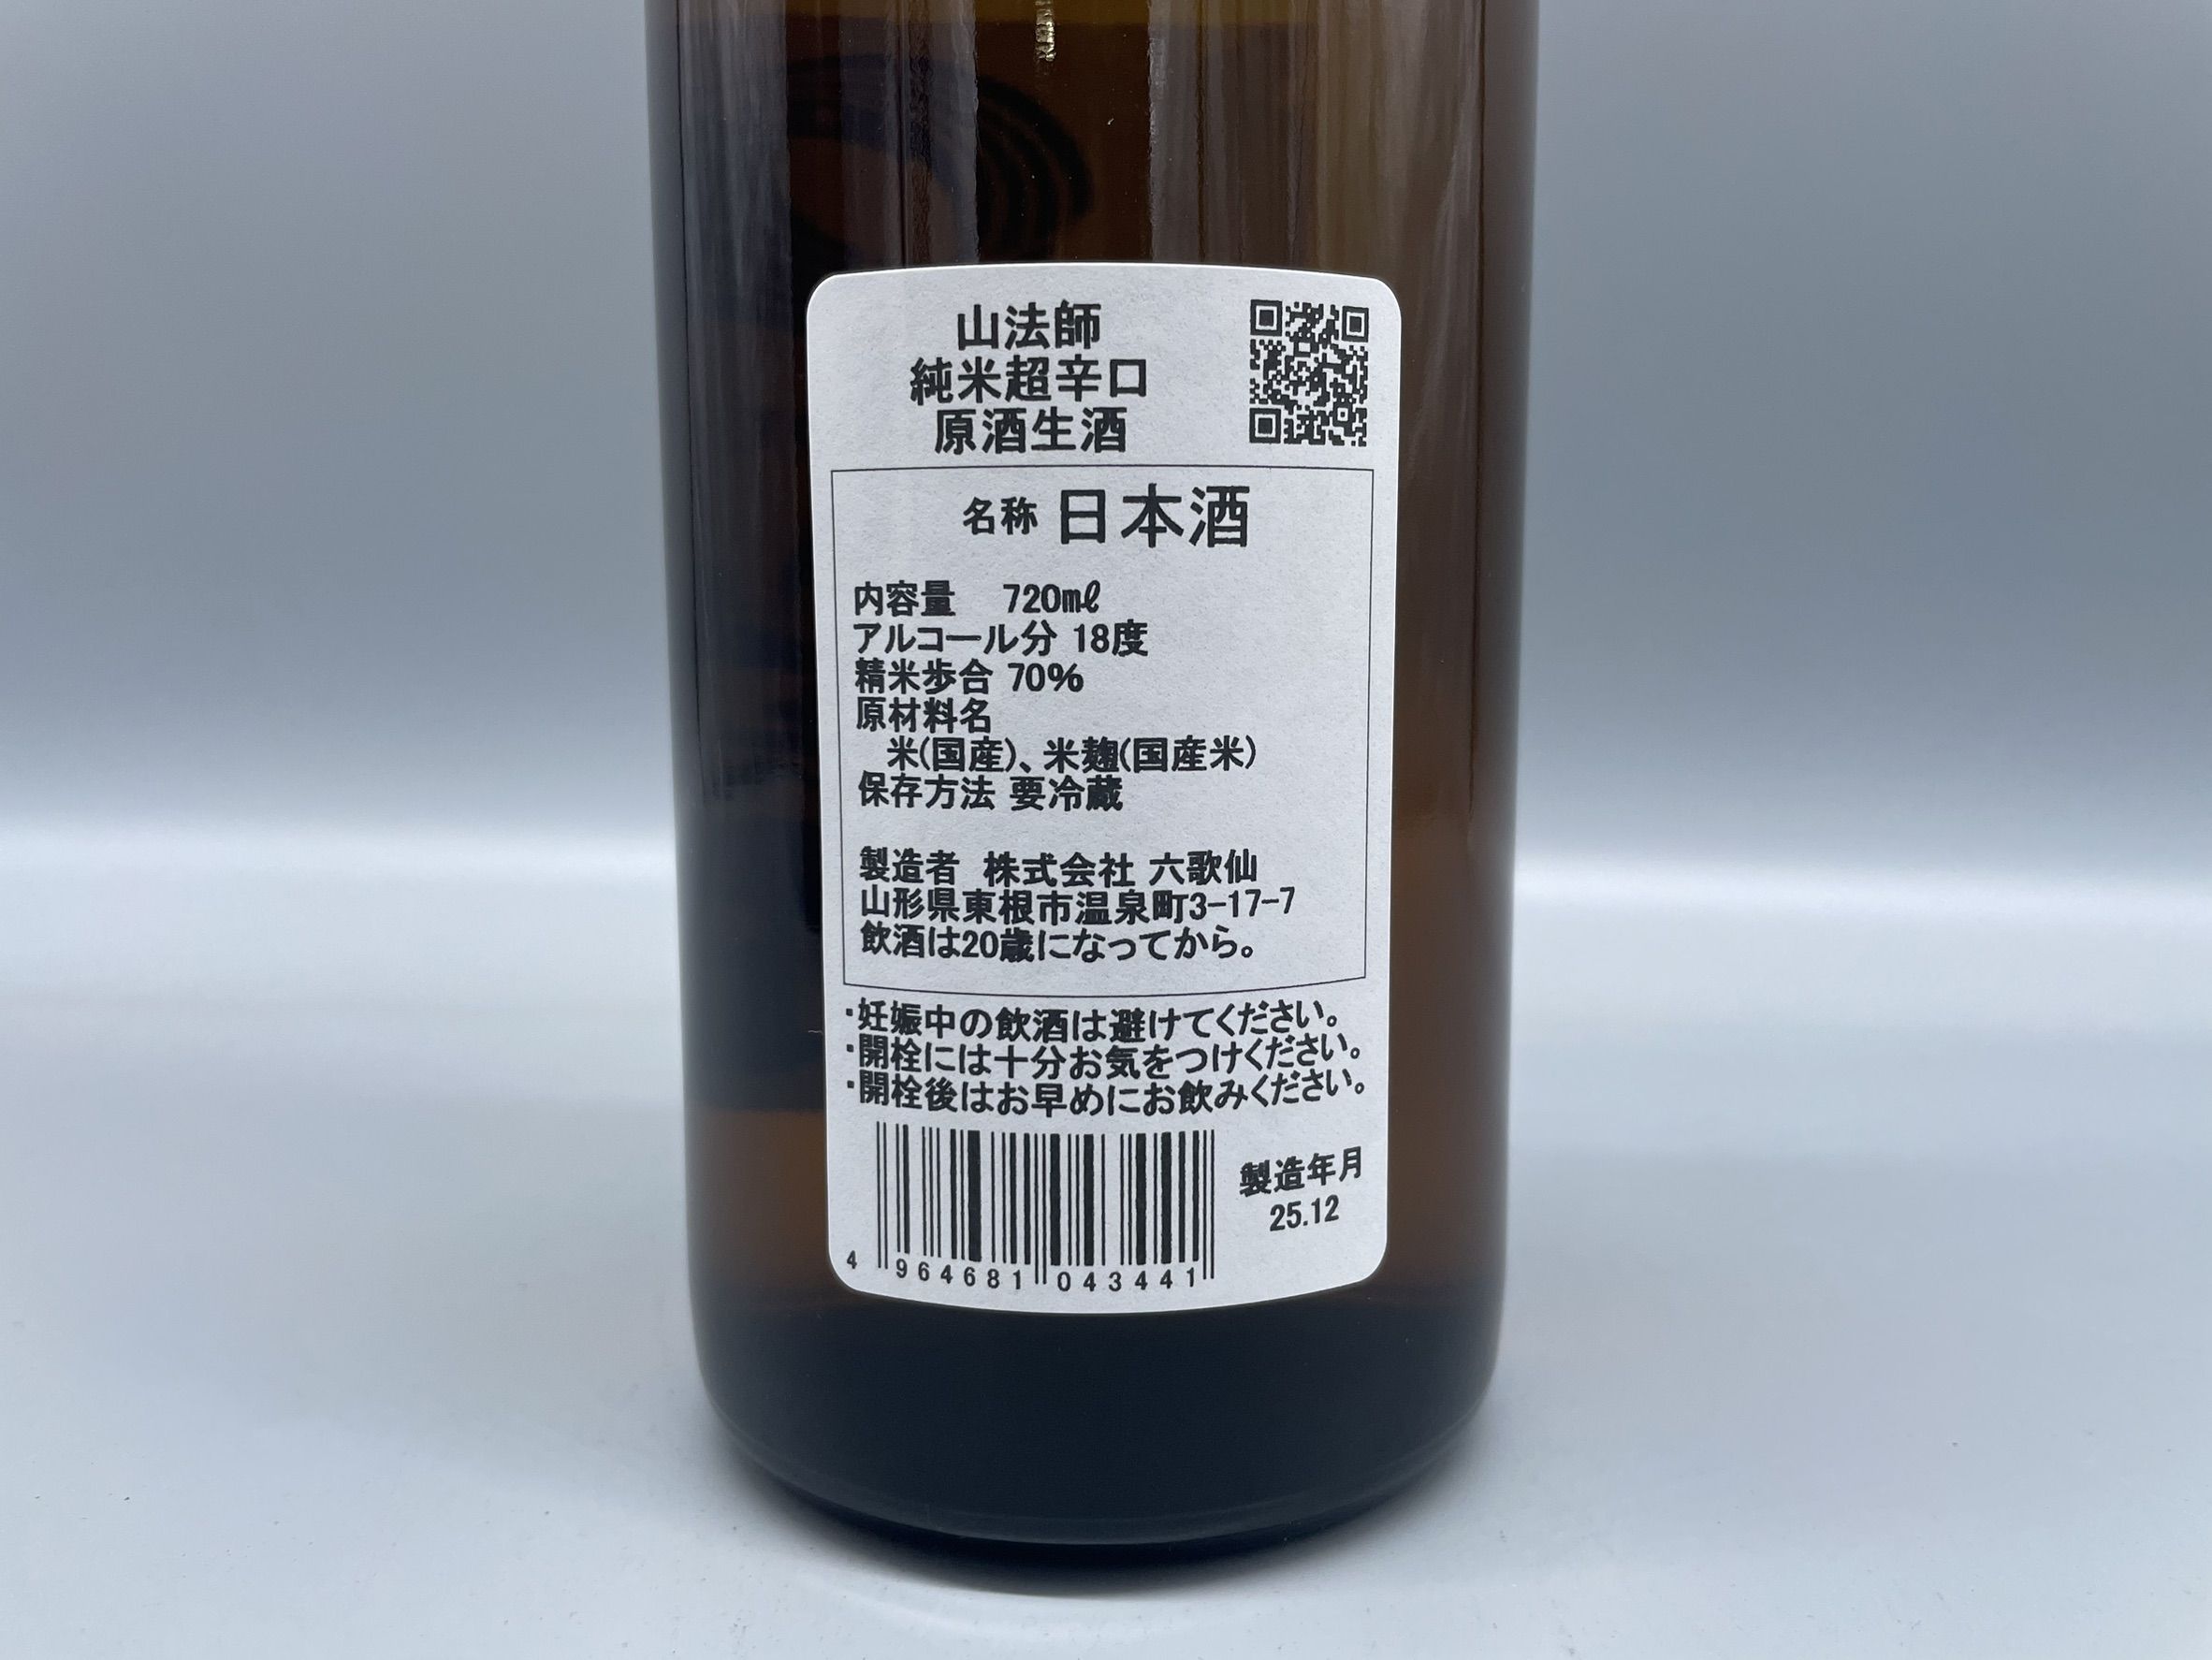 山法師
純米超辛口
原酒生酒
名称 日本酒
内容量 720㎖
アルコール分 18度
精米歩合 70%
原材料名
米(国産)、米麹(国産米)
保存方法 要冷蔵
製造者 株式会社 六歌仙
山形県東根市温泉町3-17-7
飲酒は20歳になってから。
・妊娠中の飲酒は避けてください。
・開栓には十分お気をつけください。
・開栓後はお早めにお飲みください。
製造年月
25.12
4 964681 043441